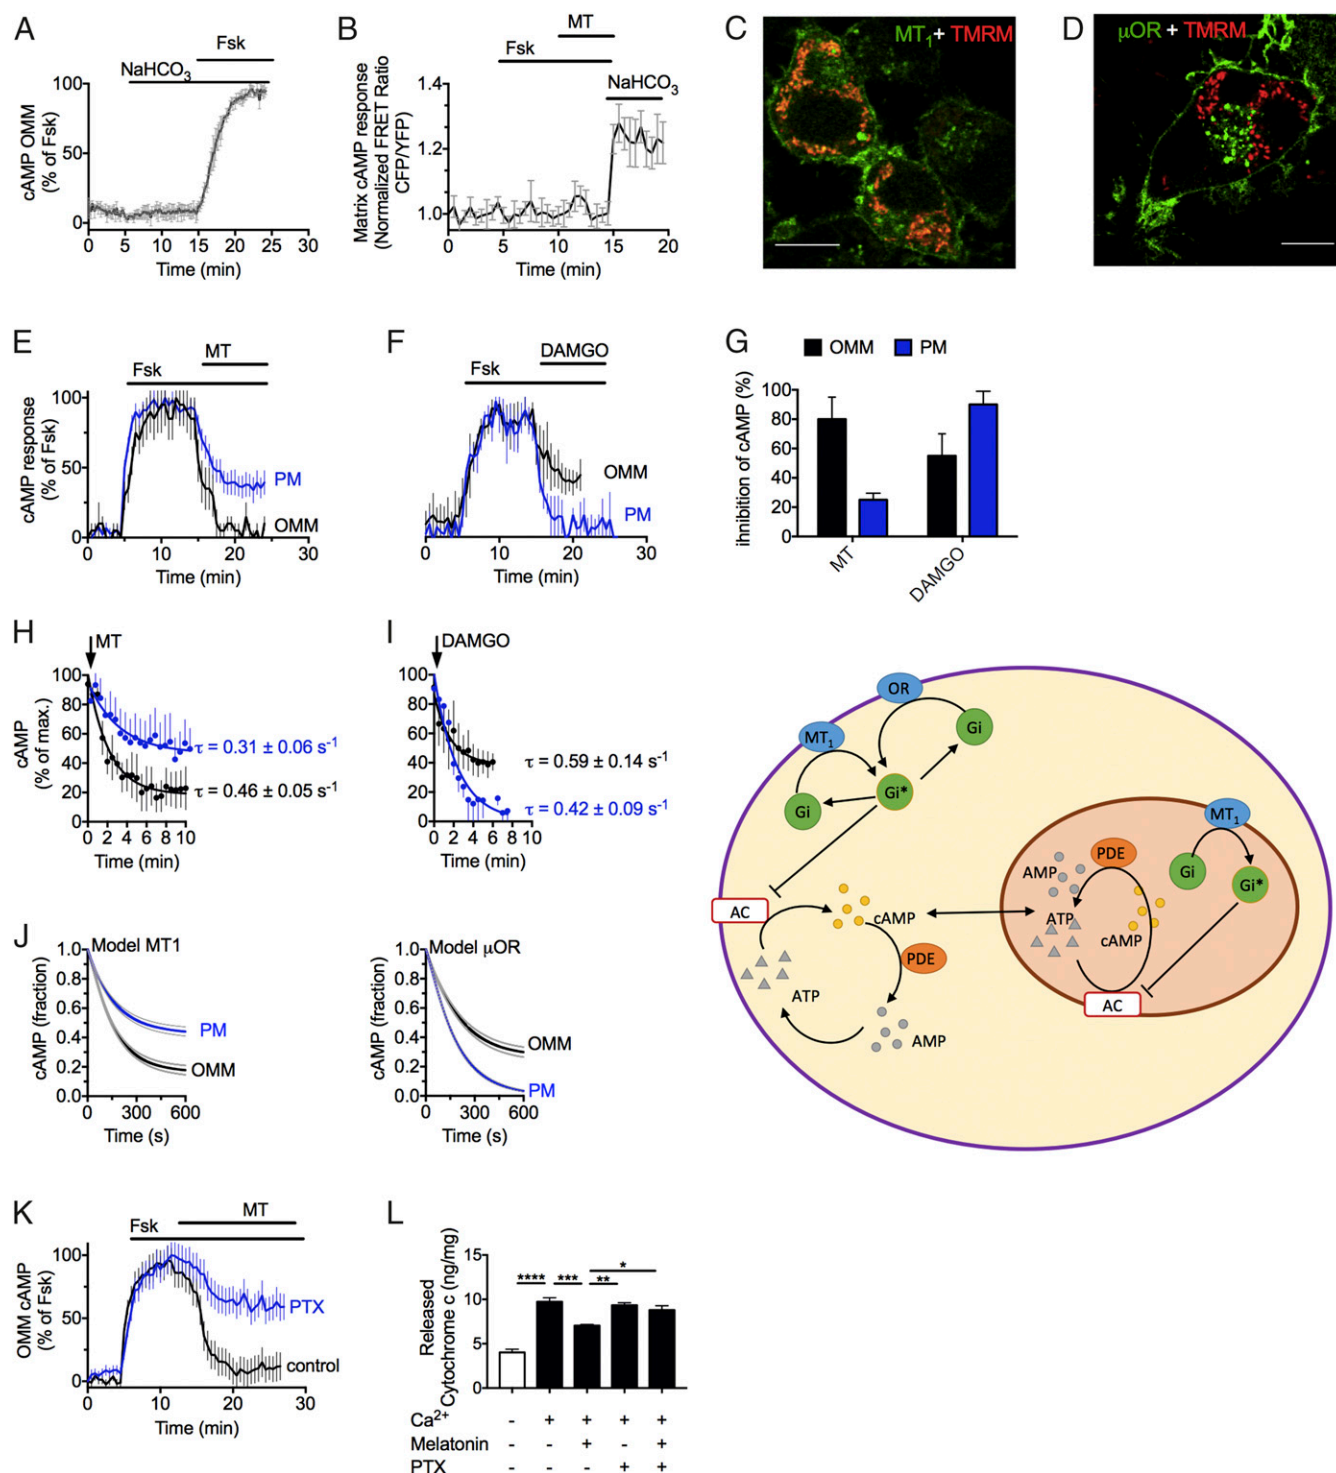 A
Fsk
NaHCO3
cAMP OMM
(% of Fsk)
100
50
0
0 5 10 15 20 25 30
Time (min)
B
MT
Fsk
NaHCO3
Matrix cAMP response
(Normalized FRET Ratio
CFP/YFP)
1.4
1.2
1.0
0 5 10 15 20
Time (min)
C
MT1+ TMRM
D
μOR + TMRM
E
MT
Fsk
cAMP response
(% of Fsk)
100
50
0
PM
OMM
0 10 20 30
Time (min)
F
DAMGO
Fsk
OMM
PM
0 10 20 30
Time (min)
G
OMM
PM
ihnibition of cAMP (%)
100
80
60
40
20
0
MT
DAMGO
H
MT
cAMP
(% of max.)
100
80
60
40
20
0
τ = 0.31 ± 0.06 s-1
τ = 0.46 ± 0.05 s-1
0 2 4 6 8 10
Time (min)
I
DAMGO
100
80
60
40
20
0
τ = 0.59 ± 0.14 s-1
τ = 0.42 ± 0.09 s-1
0 2 4 6 8 10
Time (min)
OR
Gi
MT1
Gi*
Gi
AC
cAMP
PDE
ATP
AMP
MT1
PDE
AMP
Gi
Gi*
ATP
cAMP
AC
J
Model MT1
cAMP (fraction)
1.0
0.8
0.6
0.4
0.2
0.0
PM
OMM
0 300 600
Time (s)
Model μOR
cAMP (fraction)
1.0
0.8
0.6
0.4
0.2
0.0
OMM
PM
0 300 600
Time (s)
K
MT
Fsk
OMM cAMP
(% of Fsk)
100
50
0
PTX
control
0 10 20 30
Time (min)
L
Released
Cytochrome c (ng/mg)
15
10
5
0
**** *** ** *
Ca2+ - + + + +
Melatonin - - + - +
PTX - - - + +